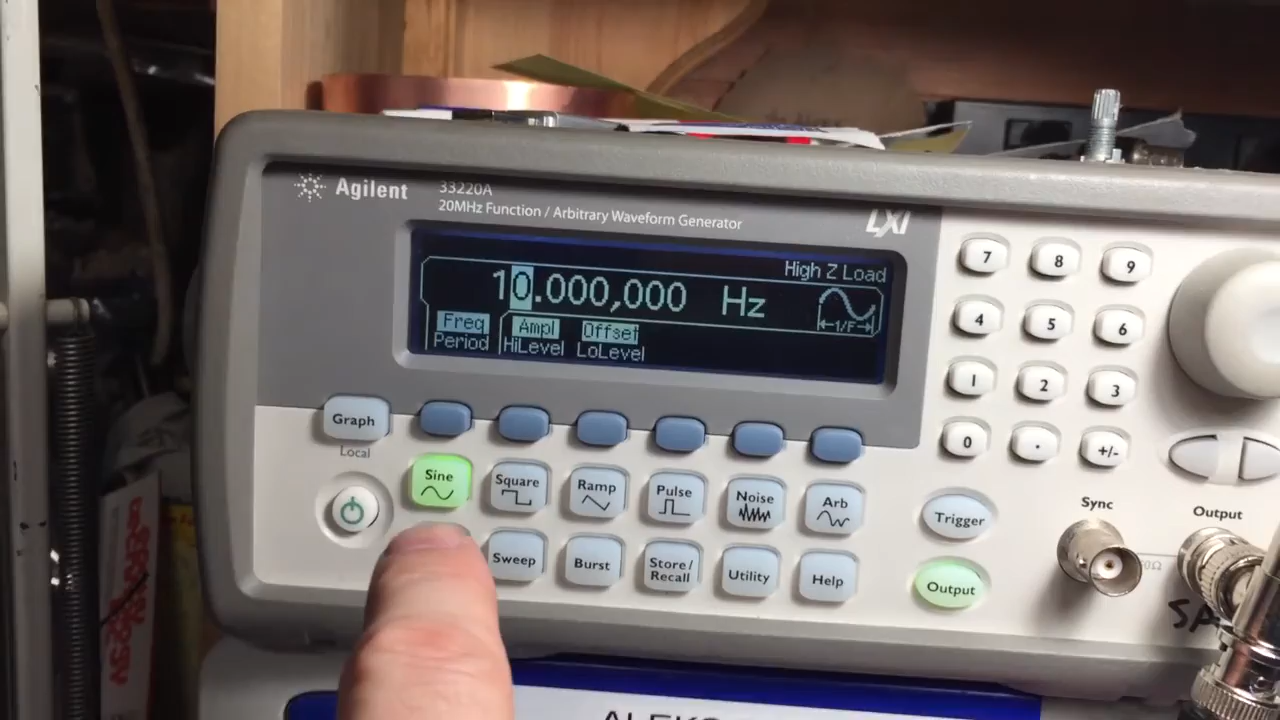 Agilent
33220A
20MHz Function / Arbitrary Waveform Generator
LXI
High Z Load
10.000,000 Hz
1/F
Freq Ampl Offset
Period HiLevel LoLevel
7 8 9
4 5 6
1 2 3
0 . +/-
Graph
Local
Sine Square Ramp Pulse Noise Arb
Sweep Burst Store/
Recall Utility Help
Trigger
Output
Sync
Output
50Ω